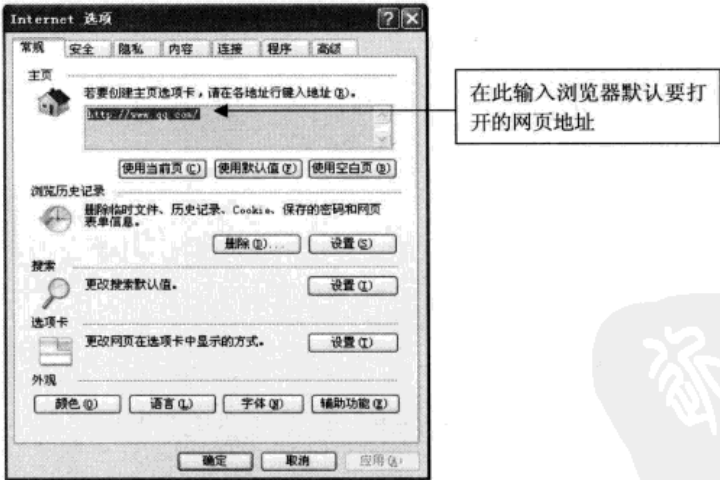 Internet 选项
常规 安全 隐私 内容 连接 程序 高级
主页
若要创建主页选项卡，请在各地址行键入地址(R)。
http://www.qq.com/
使用当前页(C) 使用默认值(F) 使用空白页(B)
浏览历史记录
删除临时文件、历史记录、Cookie、保存的密码和网页
表单信息。
删除(D)... 设置(S)
搜索
更改搜索默认值。
设置(I)
选项卡
更改网页在选项卡中显示的方式。
设置(T)
外观
颜色(O) 语言(L) 字体(N) 辅助功能(E)
确定 取消 应用(A)
在此输入浏览器默认要打
开的网页地址